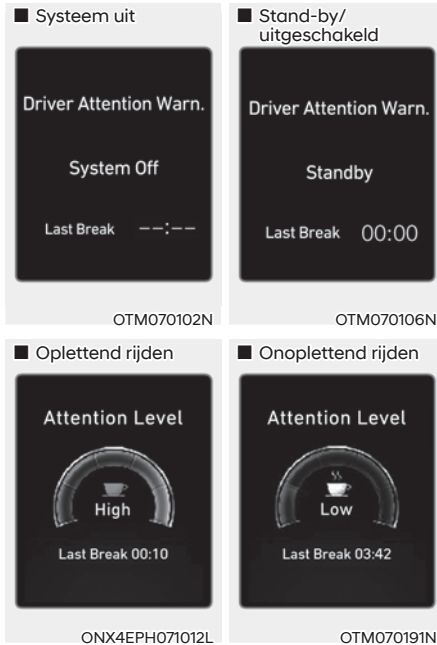 ■ Systeem uit
Driver Attention Warn.
System Off
Last Break --:--
OTM070102N
■ Stand-by/
uitgeschakeld
Driver Attention Warn.
Standby
Last Break 00:00
OTM070106N
■ Oplettend rijden
Attention Level
High
Last Break 00:10
ONX4EPH071012L
■ Onoplettend rijden
Attention Level
Low
Last Break 03:42
OTM070191N